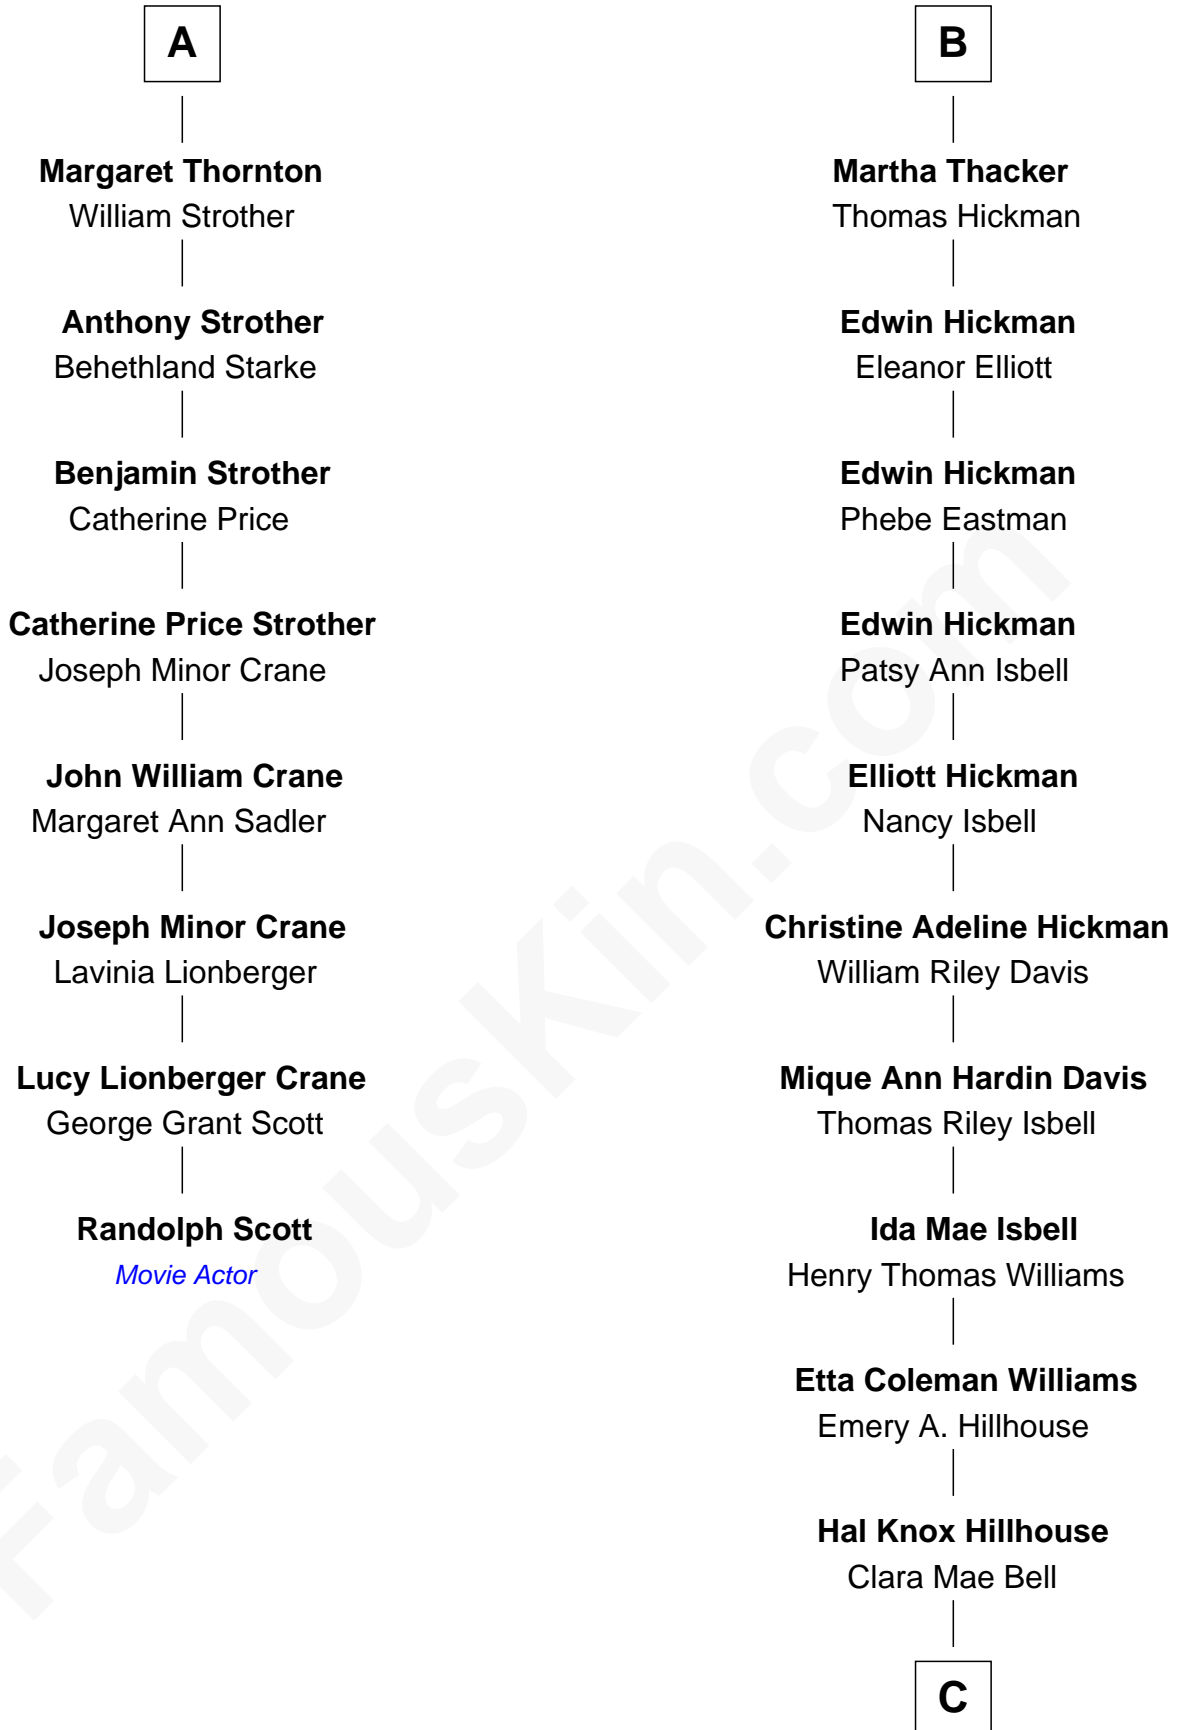 A
Margaret Thornton
William Strother
Anthony Strother
Behethland Starke
Benjamin Strother
Catherine Price
Catherine Price Strother
Joseph Minor Crane
John William Crane
Margaret Ann Sadler
Joseph Minor Crane
Lavinia Lionberger
Lucy Lionberger Crane
George Grant Scott
Randolph Scott
Movie Actor
B
Martha Thacker
Thomas Hickman
Edwin Hickman
Eleanor Elliott
Edwin Hickman
Phebe Eastman
Edwin Hickman
Patsy Ann Isbell
Elliott Hickman
Nancy Isbell
Christine Adeline Hickman
William Riley Davis
Mique Ann Hardin Davis
Thomas Riley Isbell
Ida Mae Isbell
Henry Thomas Williams
Etta Coleman Williams
Emery A. Hillhouse
Hal Knox Hillhouse
Clara Mae Bell
C
FamousKin.com